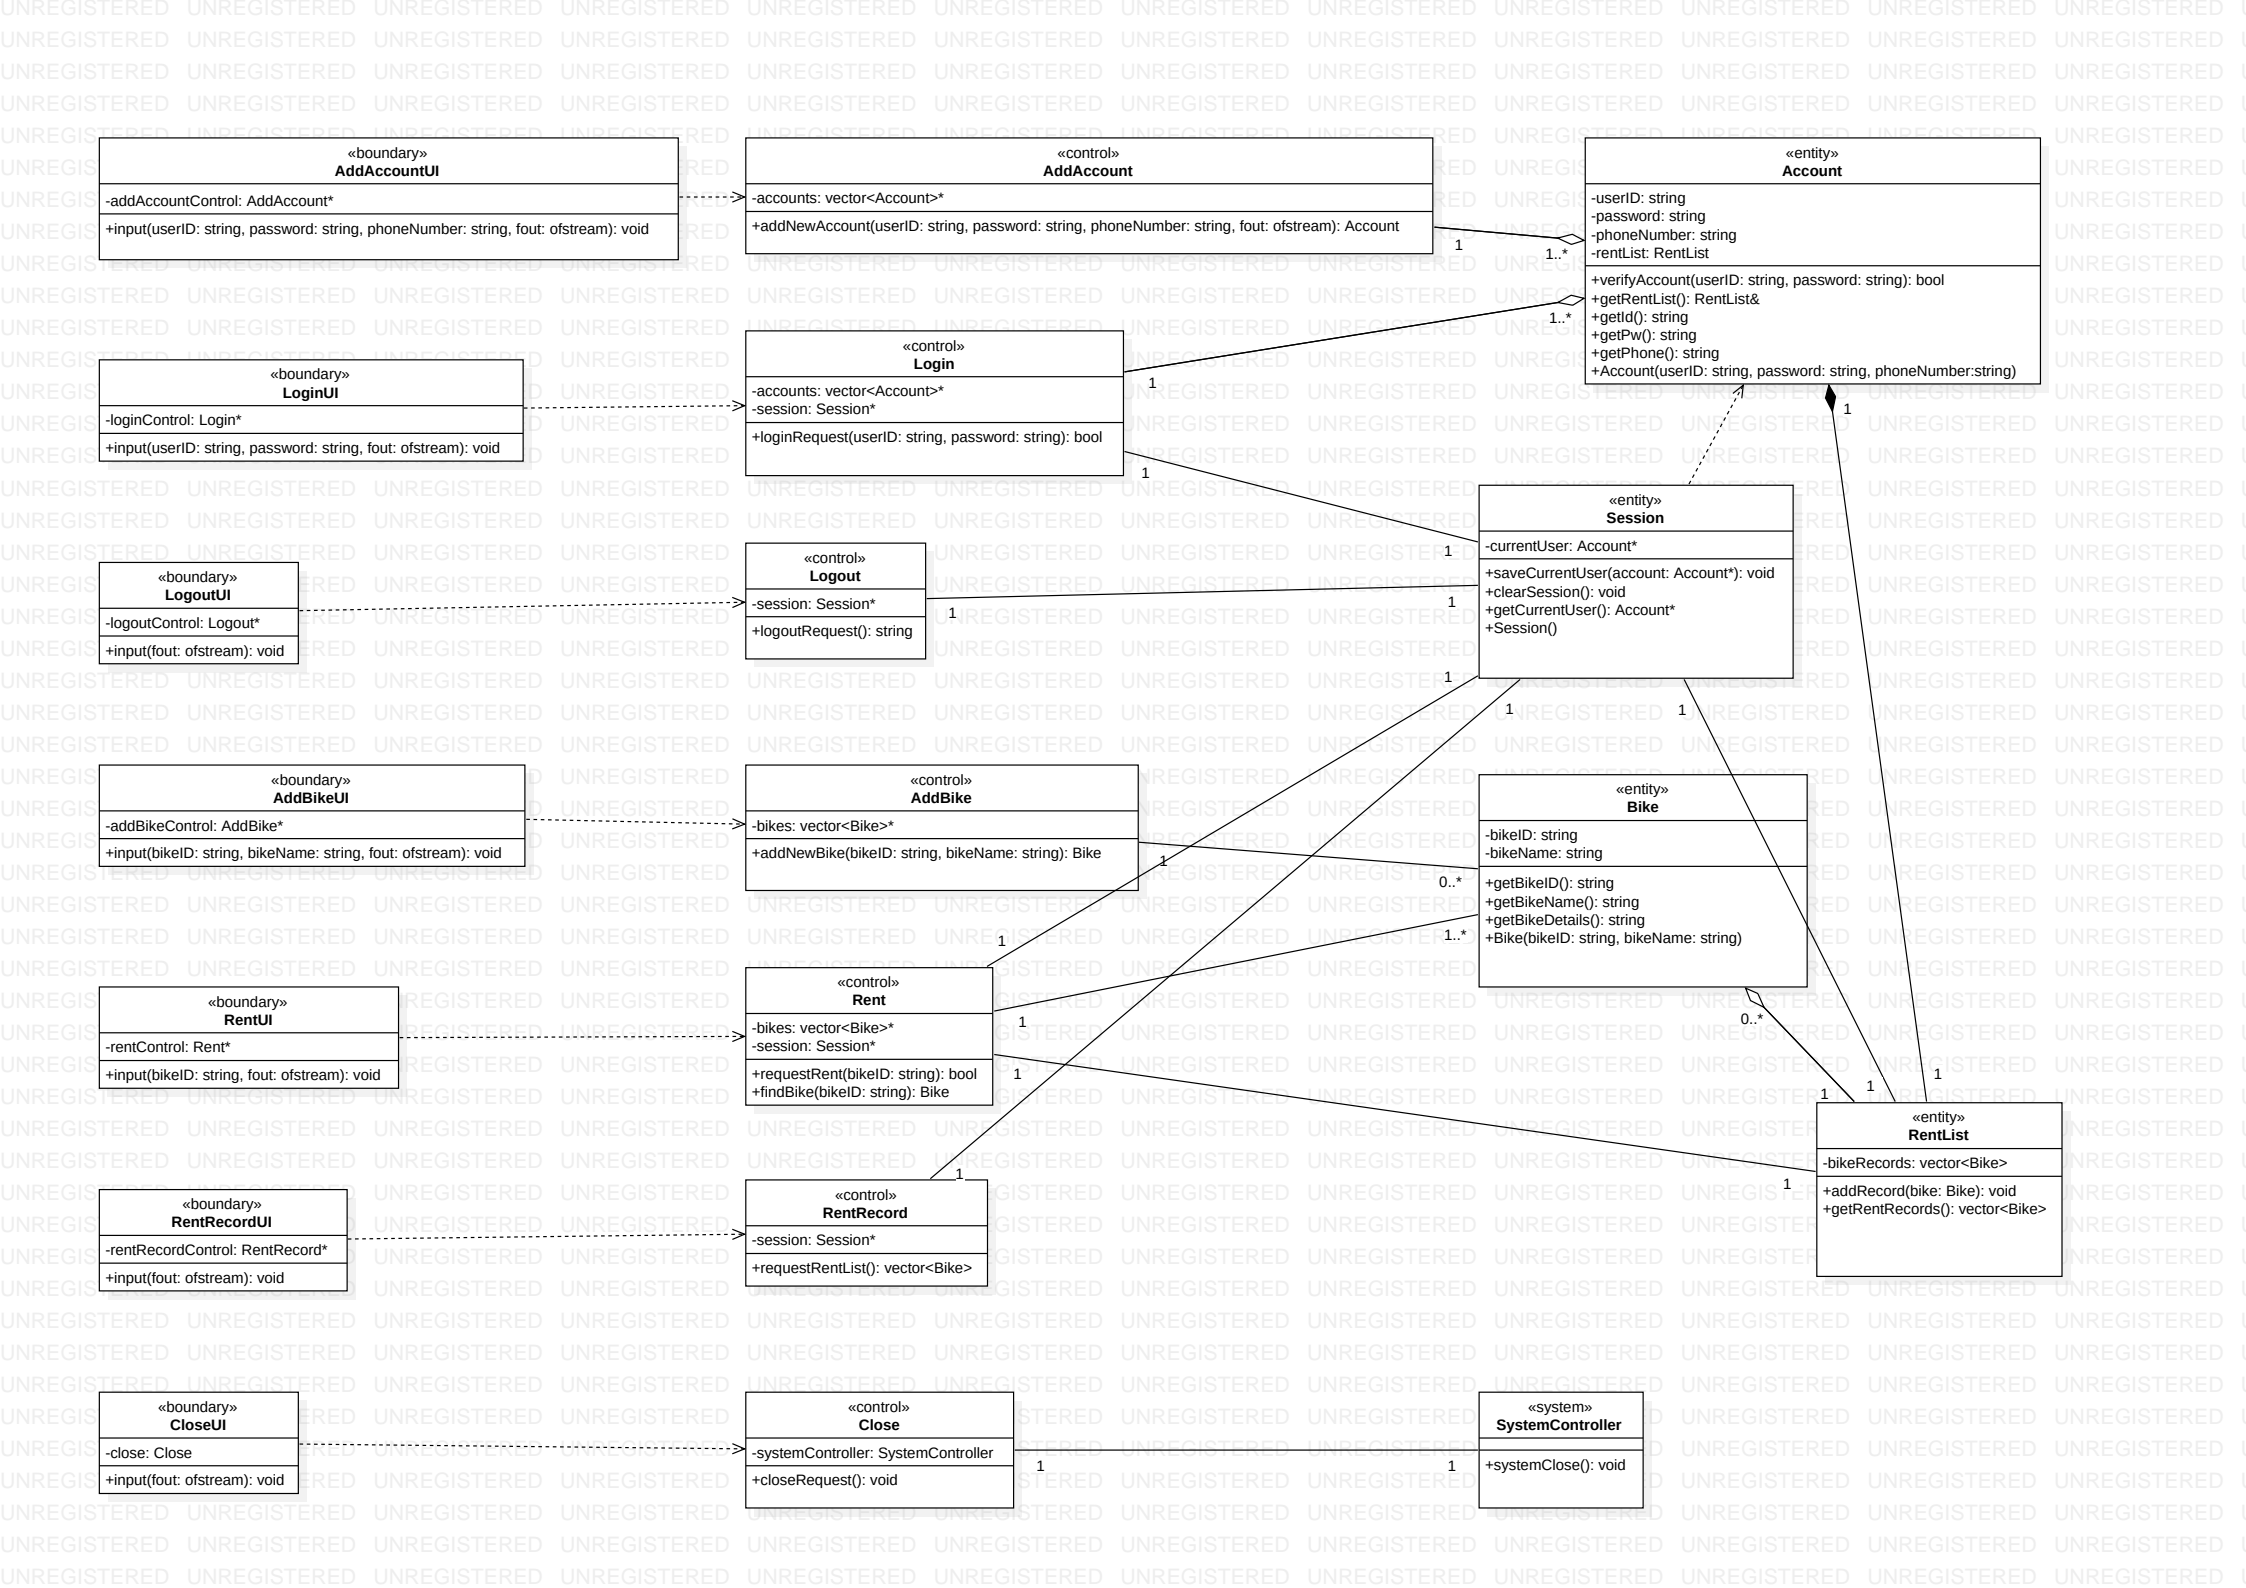 «boundary»
AddAccountUI
-addAccountControl: AddAccount*
+input(userID: string, password: string, phoneNumber: string, fout: ofstream): void
«control»
AddAccount
-accounts: vector<Account>*
+addNewAccount(userID: string, password: string, phoneNumber: string, fout: ofstream): Account
1
1..*
«entity»
Account
-userID: string
-password: string
-phoneNumber: string
-rentList: RentList
+verifyAccount(userID: string, password: string): bool
+getRentList(): RentList&
+getId(): string
+getPw(): string
+getPhone(): string
+Account(userID: string, password: string, phoneNumber:string)
1..*
1
1
«boundary»
LoginUI
-loginControl: Login*
+input(userID: string, password: string, fout: ofstream): void
«control»
Login
-accounts: vector<Account>*
-session: Session*
+loginRequest(userID: string, password: string): bool
1
1
«entity»
Session
-currentUser: Account*
+saveCurrentUser(account: Account*): void
+clearSession(): void
+getCurrentUser(): Account*
+Session()
«boundary»
LogoutUI
-logoutControl: Logout*
+input(fout: ofstream): void
«control»
Logout
-session: Session*
+logoutRequest(): string
1
1
1
1
1
«boundary»
AddBikeUI
-addBikeControl: AddBike*
+input(bikeID: string, bikeName: string, fout: ofstream): void
«control»
AddBike
-bikes: vector<Bike>*
+addNewBike(bikeID: string, bikeName: string): Bike
1
0..*
«entity»
Bike
-bikeID: string
-bikeName: string
+getBikeID(): string
+getBikeName(): string
+getBikeDetails(): string
+Bike(bikeID: string, bikeName: string)
1
1..*
«boundary»
RentUI
-rentControl: Rent*
+input(bikeID: string, fout: ofstream): void
«control»
Rent
-bikes: vector<Bike>*
-session: Session*
+requestRent(bikeID: string): bool
+findBike(bikeID: string): Bike
1
1
0..*
1
1
1
«entity»
RentList
-bikeRecords: vector<Bike>
+addRecord(bike: Bike): void
+getRentRecords(): vector<Bike>
1
«boundary»
RentRecordUI
-rentRecordControl: RentRecord*
+input(fout: ofstream): void
1
«control»
RentRecord
-session: Session*
+requestRentList(): vector<Bike>
«boundary»
CloseUI
-close: Close
+input(fout: ofstream): void
«control»
Close
-systemController: SystemController
+closeRequest(): void
1
1
«system»
SystemController
+systemClose(): void
UNREGISTERED